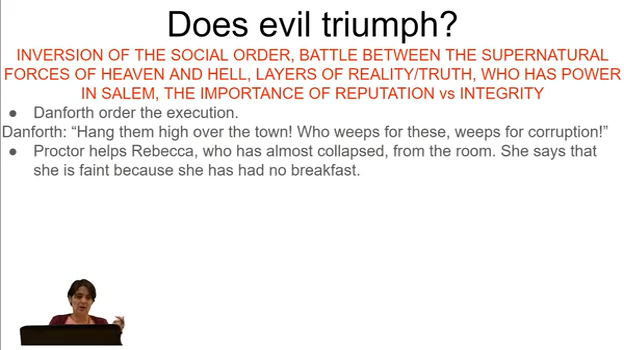 Does evil triumph?
INVERSION OF THE SOCIAL ORDER, BATTLE BETWEEN THE SUPERNATURAL
FORCES OF HEAVEN AND HELL, LAYERS OF REALITY/TRUTH, WHO HAS POWER
IN SALEM, THE IMPORTANCE OF REPUTATION vs INTEGRITY
● Danforth order the execution.
Danforth: “Hang them high over the town! Who weeps for these, weeps for corruption!”
● Proctor helps Rebecca, who has almost collapsed, from the room. She says that
she is faint because she has had no breakfast.